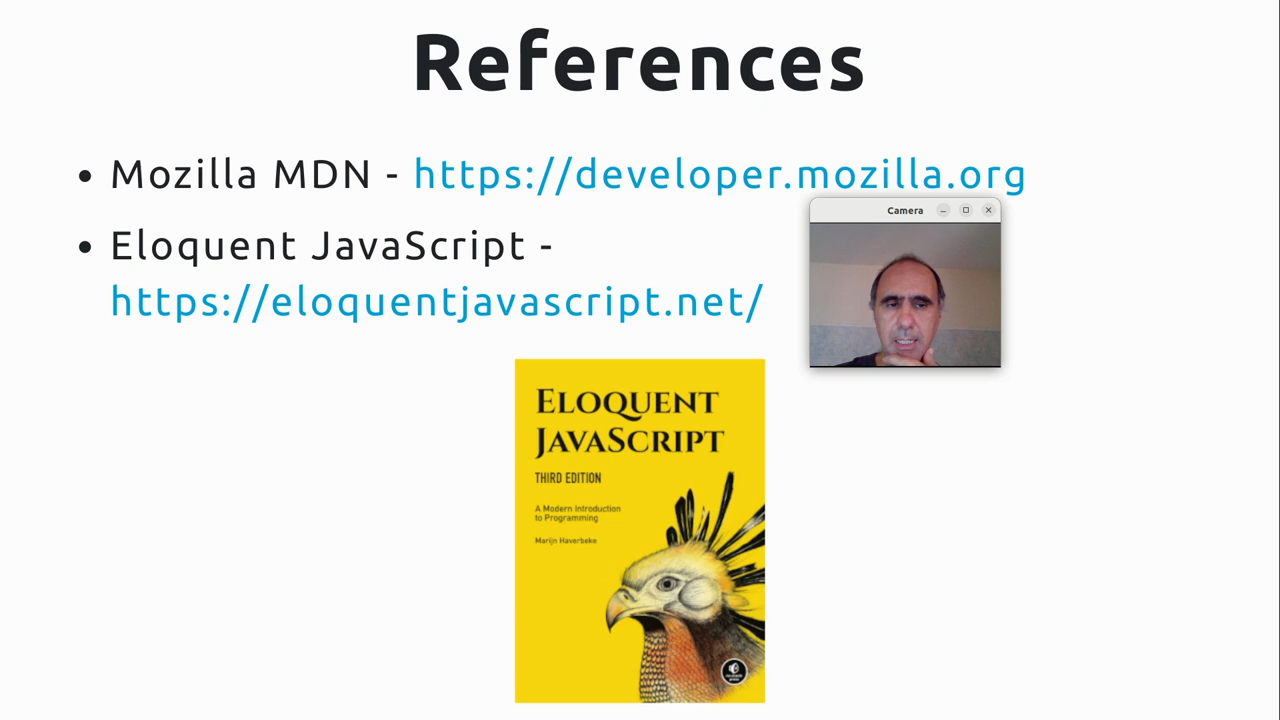 References
• Mozilla MDN - https://developer.mozilla.org
• Eloquent JavaScript -
https://eloquentjavascript.net/
Camera
ELOQUENT
JAVASCRIPT
THIRD EDITION
A Modern Introduction
to Programming
Marijn Haverbeke